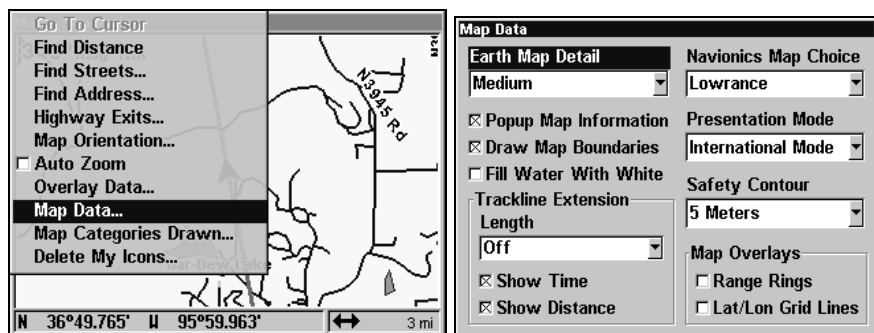 Go To Cursor
Find Distance
Find Streets...
Find Address...
Highway Exits...
Map Orientation...
Auto Zoom
Overlay Data...
Map Data...
Map Categories Drawn...
Delete My Icons...
N3945 Rd
Bar-Dew Lake
N 36°49.765' W 95°59.963' 3 mi
Map Data
Earth Map Detail
Medium
Popup Map Information
Draw Map Boundaries
Fill Water With White
Trackline Extension
Length
Off
Show Time
Show Distance
Navionics Map Choice
Lowrance
Presentation Mode
International Mode
Safety Contour
5 Meters
Map Overlays
Range Rings
Lat/Lon Grid Lines